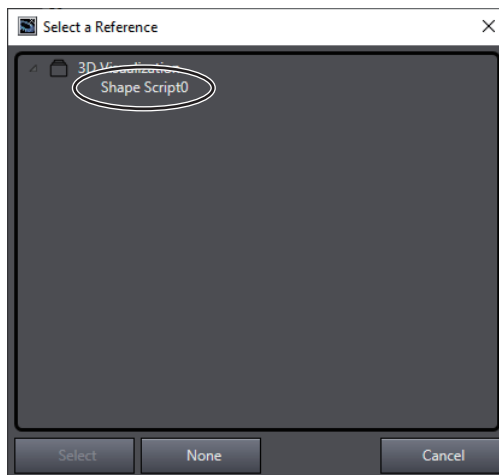 Select a Reference
3D Visualization
Shape Script0
Select
None
Cancel